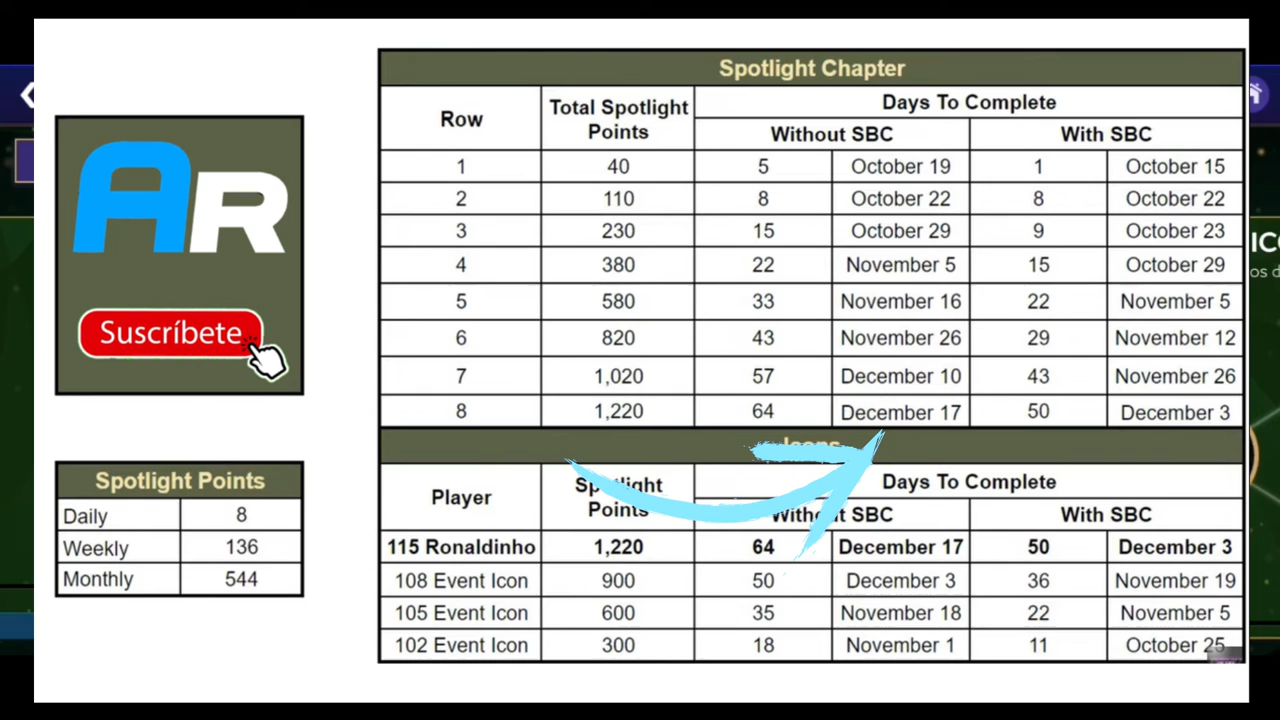 Spotlight Chapter
Row Total Spotlight Points Days To Complete
Without SBC With SBC
1 40 5 October 19 1 October 15
2 110 8 October 22 8 October 22
3 230 15 October 29 9 October 23
4 380 22 November 5 15 October 29
5 580 33 November 16 22 November 5
6 820 43 November 26 29 November 12
7 1,020 57 December 10 43 November 26
8 1,220 64 December 17 50 December 3
Icons
Player Spotlight Points Days To Complete
Without SBC With SBC
115 Ronaldinho 1,220 64 December 17 50 December 3
108 Event Icon 900 50 December 3 36 November 19
105 Event Icon 600 35 November 18 22 November 5
102 Event Icon 300 18 November 1 11 October 25
AR
Suscríbete
Spotlight Points
Daily 8
Weekly 136
Monthly 544
IC
os d